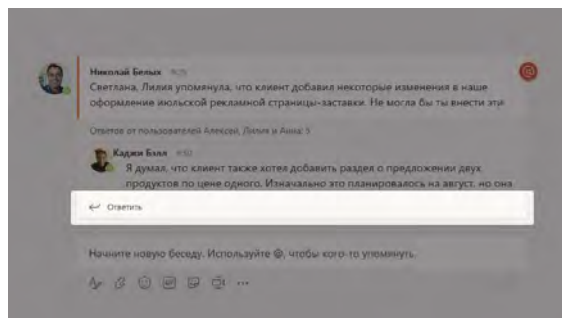 Николай Белых
Светлана, Лилия упомянула, что клиент добавил некоторые изменения в наше
оформление июльской рекламной страницы-заставки. Не могла бы ты внести эти
Ответов от пользователей Алексей, Лилия и Анна: 3
Каджи Бэлл
Я думал, что клиент также хотел добавить раздел о предложении двух
продуктов по цене одного. Изначально это планировалось на август, но она
Ответить
Начните новую беседу. Используйте @, чтобы кого-то упомянуть.